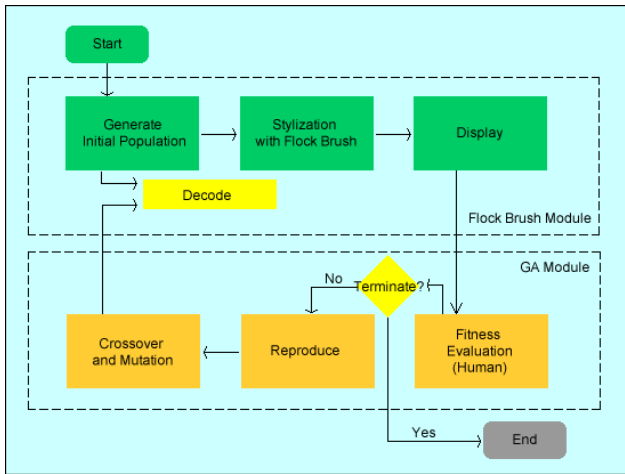 Start
Generate
Initial Population
Stylization
with Flock Brush
Display
Decode
Flock Brush Module
GA Module
No
Terminate?
Crossover
and Mutation
Reproduce
Fitness
Evaluation
(Human)
Yes
End